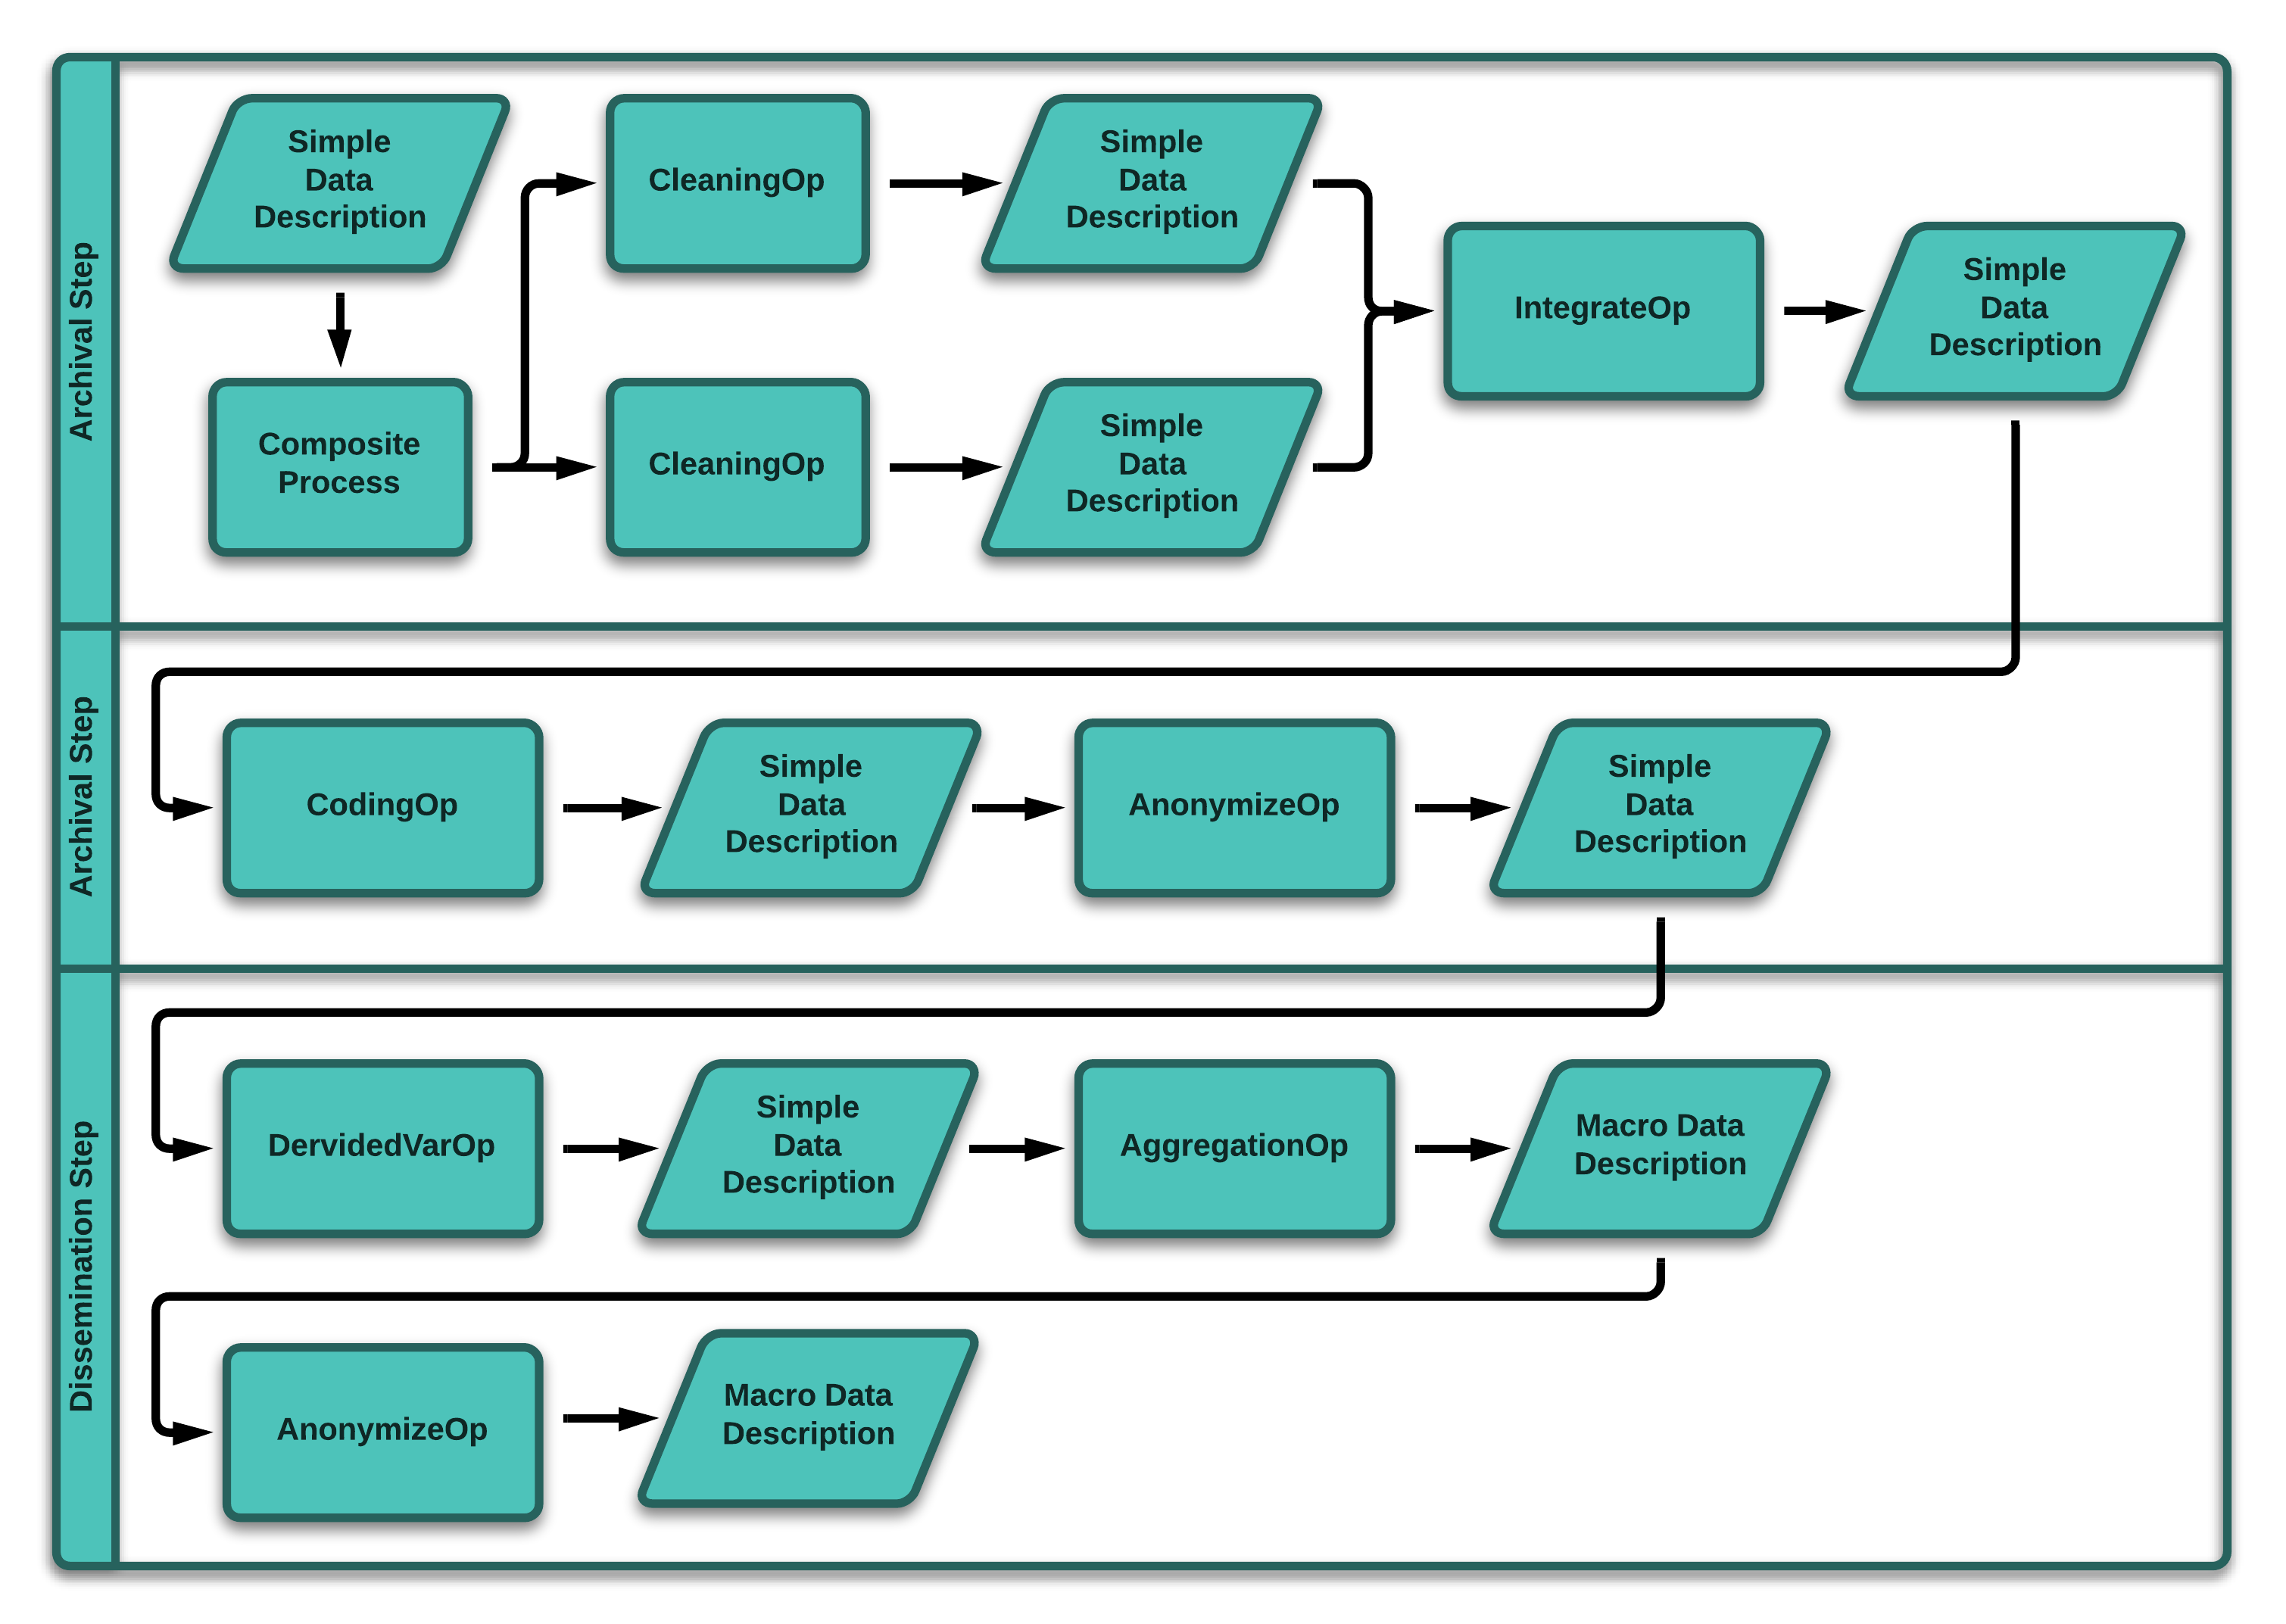 Archival Step
Simple
Data
Description
CleaningOp
Simple
Data
Description
IntegrateOp
Simple
Data
Description
Composite
Process
CleaningOp
Simple
Data
Description
Archival Step
CodingOp
Simple
Data
Description
AnonymizeOp
Simple
Data
Description
Dissemination Step
DervidedVarOp
Simple
Data
Description
AggregationOp
Macro Data
Description
AnonymizeOp
Macro Data
Description